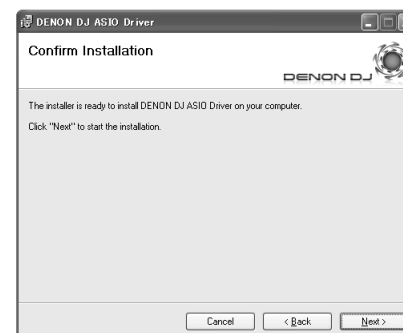 DENON DJ ASIO Driver
Confirm Installation
DENON DJ
The installer is ready to install DENON DJ ASIO Driver on your computer.
Click "Next" to start the installation.
Cancel
< Back
Next >